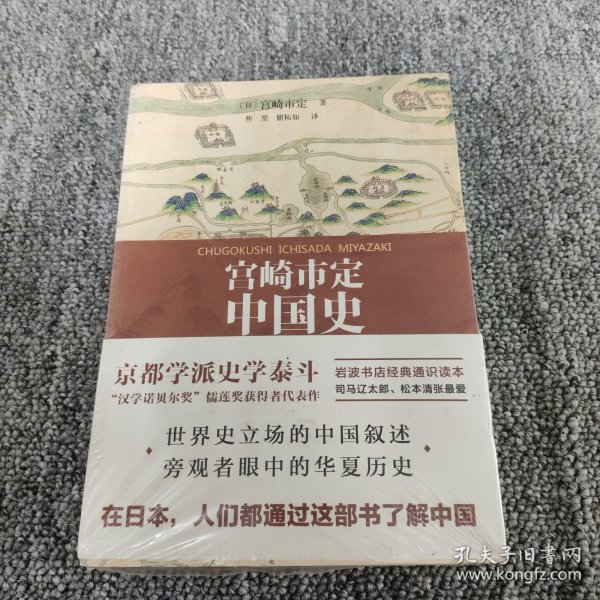 ［日］宫崎市定 著
焦堃 瞿柘如 译
CHUGOKUSHI ICHISADA MIYAZAKI
宫崎市定
中国史
京都学派史学泰斗
“汉学诺贝尔奖”儒莲奖获得者代表作
岩波书店经典通识读本
司马辽太郎、松本清张最爱
世界史立场的中国叙述
旁观者眼中的华夏历史
在日本，人们都通过这部书了解中国
孔夫子旧书网
www.kongfz.com